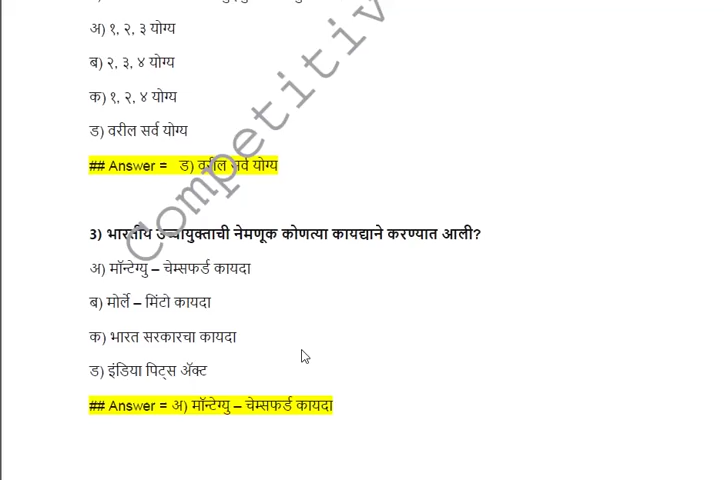 अ) १, २, ३ योग्य
ब) २, ३, ४ योग्य
क) १, २, ४ योग्य
ड) वरील सर्व योग्य
## Answer = ड) वरील सर्व योग्य
Competitiv
3) भारतीय उच्चायुक्ताची नेमणूक कोणत्या कायद्याने करण्यात आली?
अ) मॉन्टेग्यु – चेम्सफर्ड कायदा
ब) मोर्ले – मिंटो कायदा
क) भारत सरकारचा कायदा
ड) इंडिया पिट्स ॲक्ट
## Answer = अ) मॉन्टेग्यु – चेम्सफर्ड कायदा